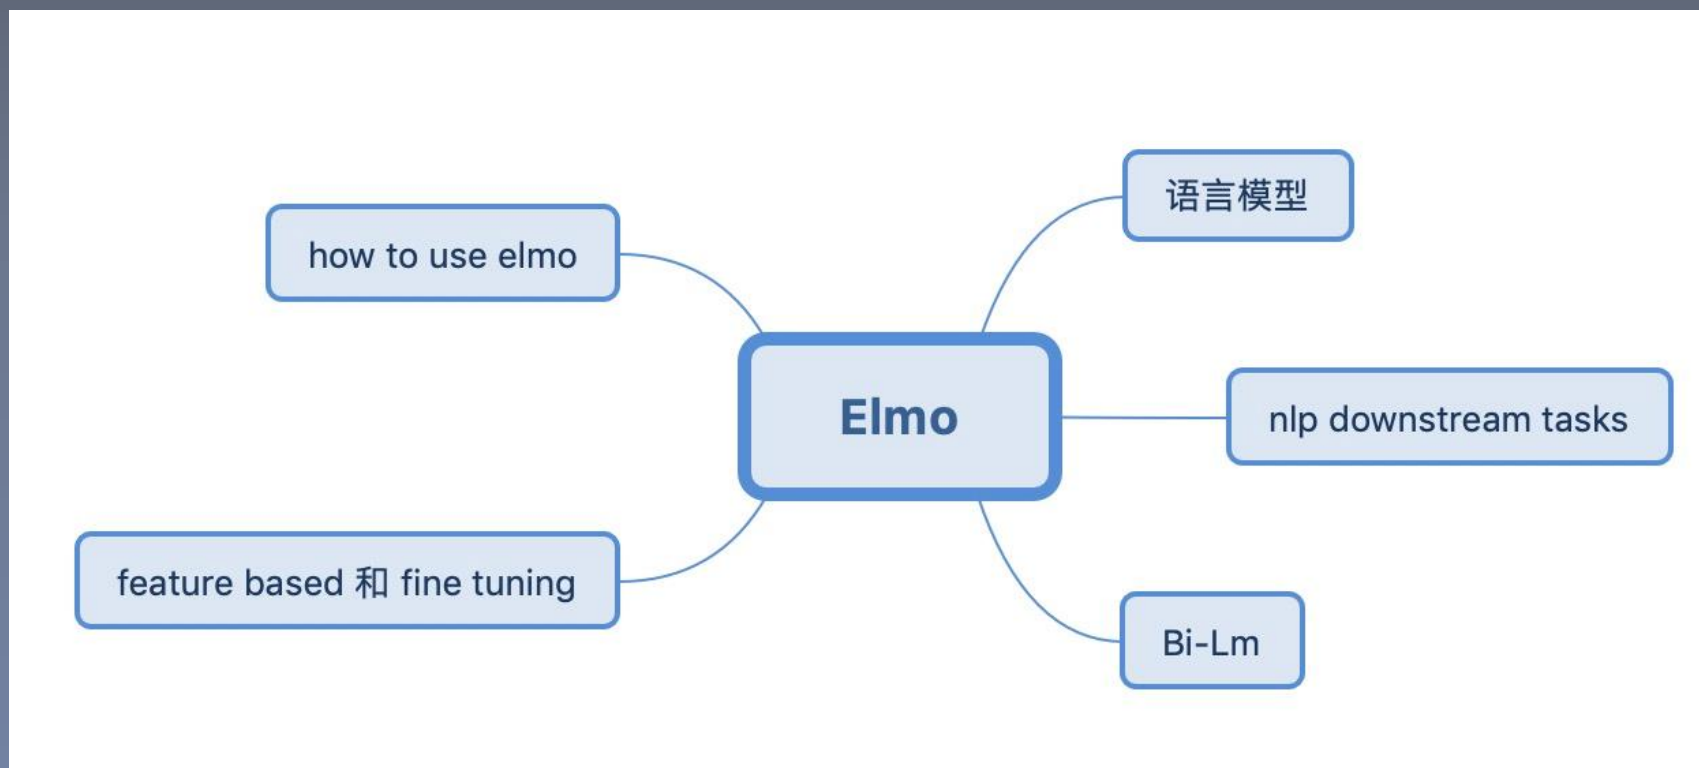 语言模型
how to use elmo
Elmo
nlp downstream tasks
feature based 和 fine tuning
Bi-Lm